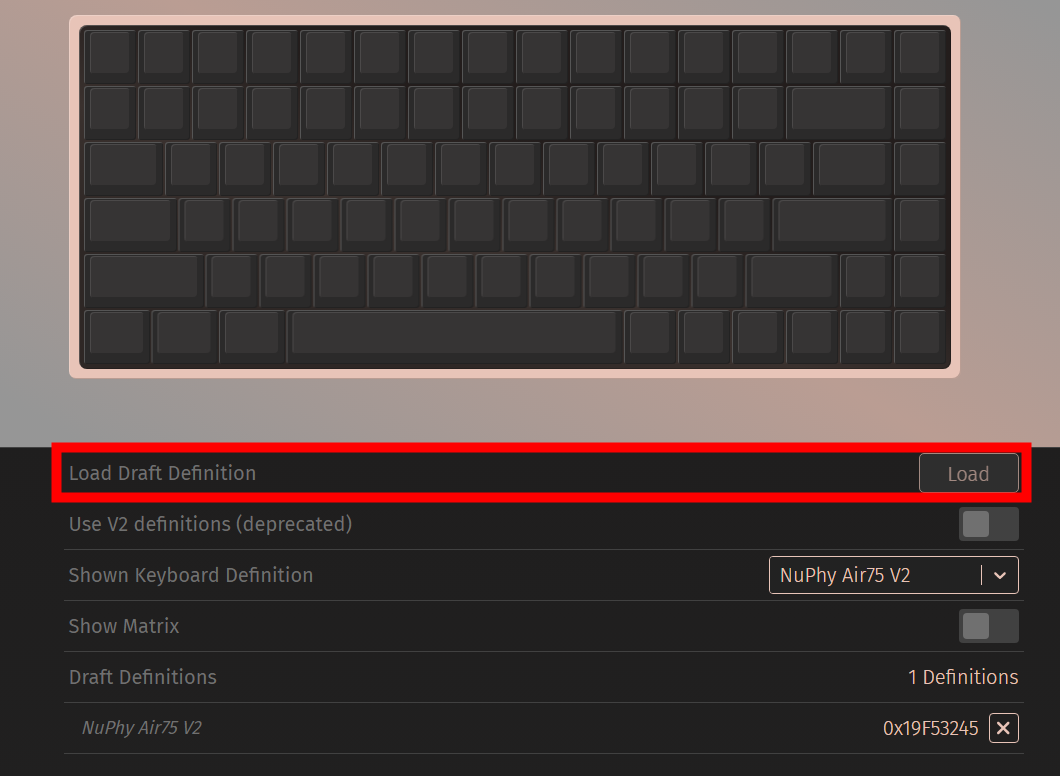 Load Draft Definition Load
Use V2 definitions (deprecated)
Shown Keyboard Definition NuPhy Air75 V2
Show Matrix
Draft Definitions 1 Definitions
NuPhy Air75 V2 0x19F53245